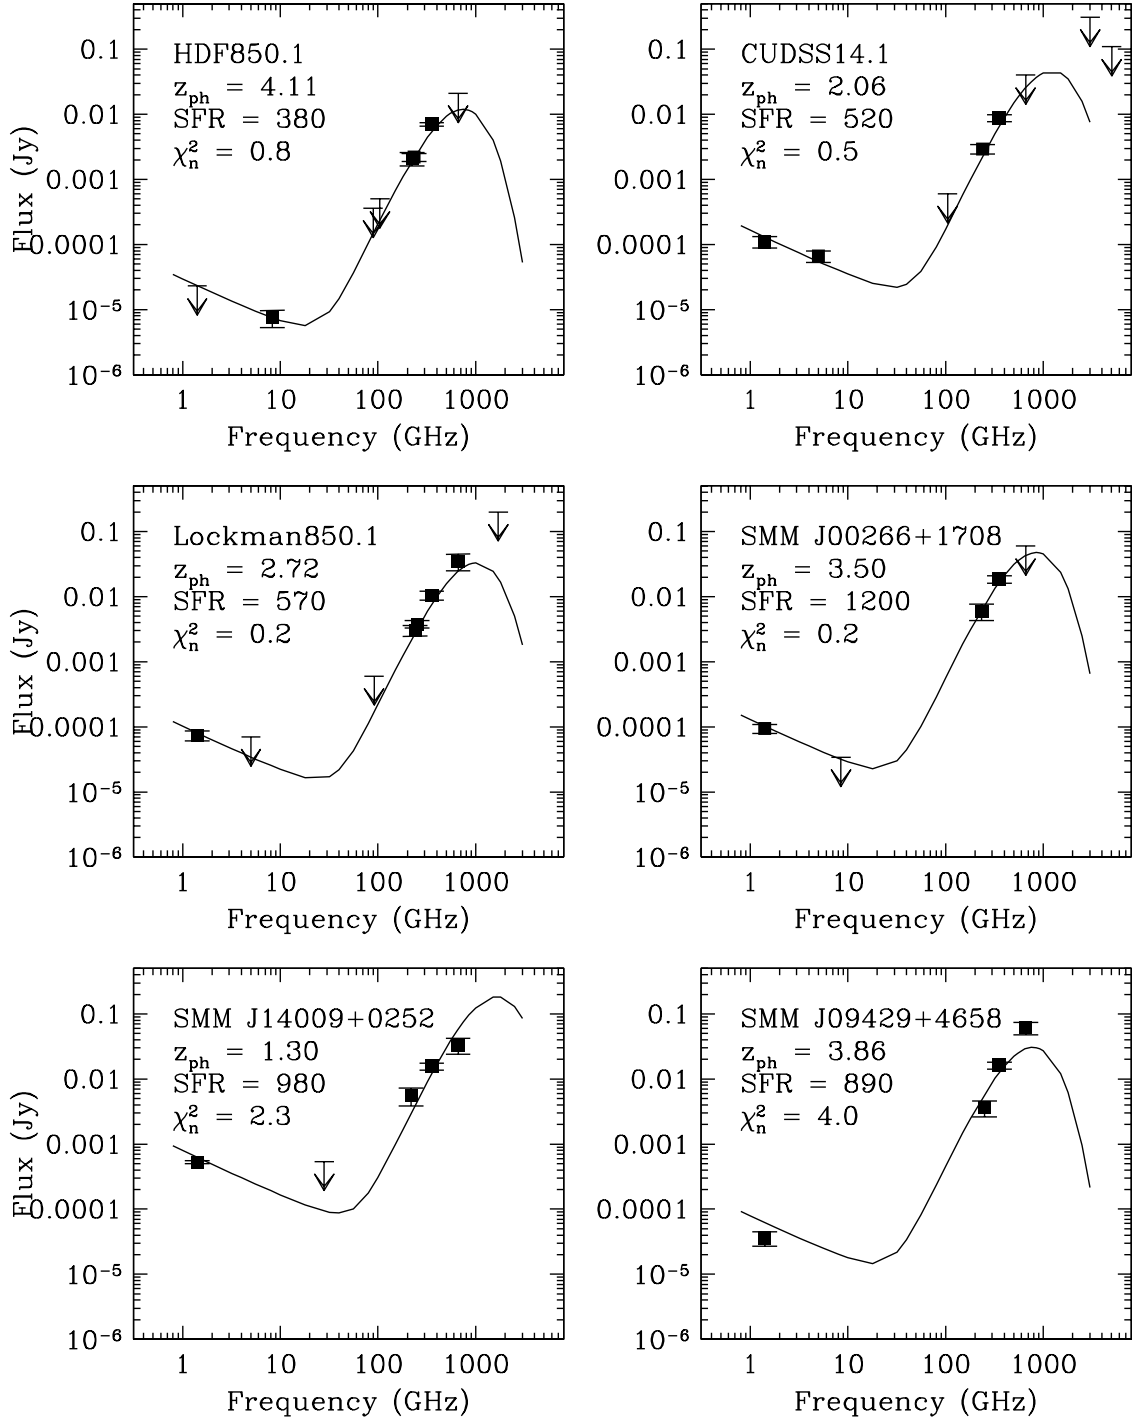 HDF850.1
z_ph = 4.11
SFR = 380
χ²_n = 0.8
0.1
0.01
0.001
0.0001
10⁻⁵
10⁻⁶
Flux (Jy)
1 10 100 1000
Frequency (GHz)
CUDSS14.1
z_ph = 2.06
SFR = 520
χ²_n = 0.5
0.1
0.01
0.001
0.0001
10⁻⁵
10⁻⁶
1 10 100 1000
Frequency (GHz)
Lockman850.1
z_ph = 2.72
SFR = 570
χ²_n = 0.2
0.1
0.01
0.001
0.0001
10⁻⁵
10⁻⁶
Flux (Jy)
1 10 100 1000
Frequency (GHz)
SMM J00266+1708
z_ph = 3.50
SFR = 1200
χ²_n = 0.2
0.1
0.01
0.001
0.0001
10⁻⁵
10⁻⁶
1 10 100 1000
Frequency (GHz)
SMM J14009+0252
z_ph = 1.30
SFR = 980
χ²_n = 2.3
0.1
0.01
0.001
0.0001
10⁻⁵
10⁻⁶
Flux (Jy)
1 10 100 1000
Frequency (GHz)
SMM J09429+4658
z_ph = 3.86
SFR = 890
χ²_n = 4.0
0.1
0.01
0.001
0.0001
10⁻⁵
10⁻⁶
1 10 100 1000
Frequency (GHz)